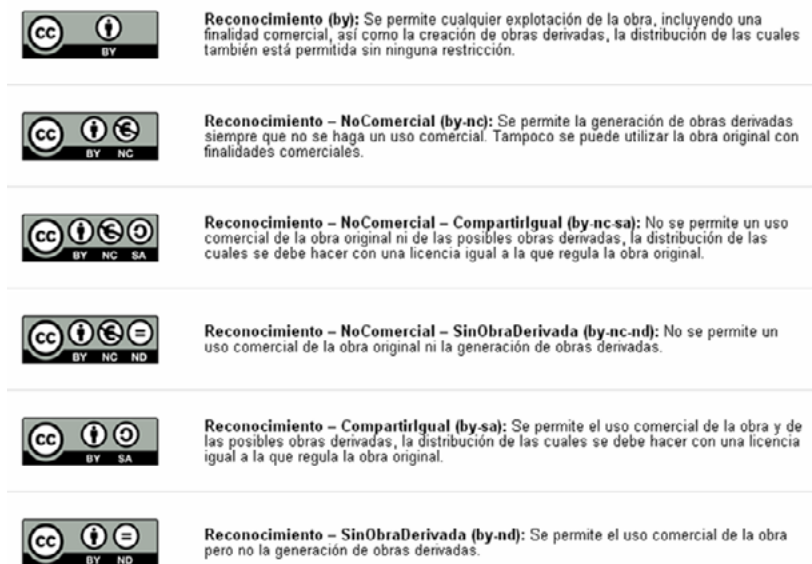 Reconocimiento (by): Se permite cualquier explotación de la obra, incluyendo una
finalidad comercial, así como la creación de obras derivadas, la distribución de las cuales
también está permitida sin ninguna restricción.
cc
BY
Reconocimiento – NoComercial (by-nc): Se permite la generación de obras derivadas
siempre que no se haga un uso comercial. Tampoco se puede utilizar la obra original con
finalidades comerciales.
cc €
BY NC
Reconocimiento – NoComercial – CompartirIgual (by-nc-sa): No se permite un uso
comercial de la obra original ni de las posibles obras derivadas, la distribución de las
cuales se debe hacer con una licencia igual a la que regula la obra original.
cc €
BY NC SA
Reconocimiento – NoComercial – SinObraDerivada (by-nc-nd): No se permite un
uso comercial de la obra original ni la generación de obras derivadas.
cc € =
BY NC ND
Reconocimiento – CompartirIgual (by-sa): Se permite el uso comercial de la obra y de
las posibles obras derivadas, la distribución de las cuales se debe hacer con una licencia
igual a la que regula la obra original.
cc
BY SA
Reconocimiento – SinObraDerivada (by-nd): Se permite el uso comercial de la obra
pero no la generación de obras derivadas.
cc =
BY ND